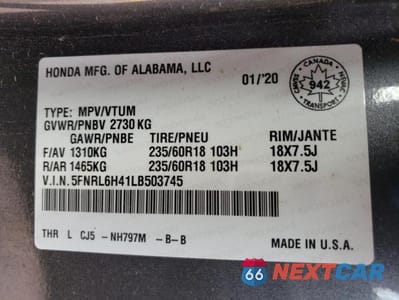 HONDA MFG. OF ALABAMA, LLC
01/'20
CANADA
942
TRANSPORT
TYPE: MPV/VTUM
GVWR/PNBV 2730 KG
GAWR/PNBE TIRE/PNEU RIM/JANTE
F/AV 1310KG 235/60R18 103H 18X7.5J
R/AR 1465KG 235/60R18 103H 18X7.5J
V.I.N. 5FNRL6H41LB503745
THR L CJ5 -NH797M -B-B
MADE IN U.S.A.
66 NEXTCAR